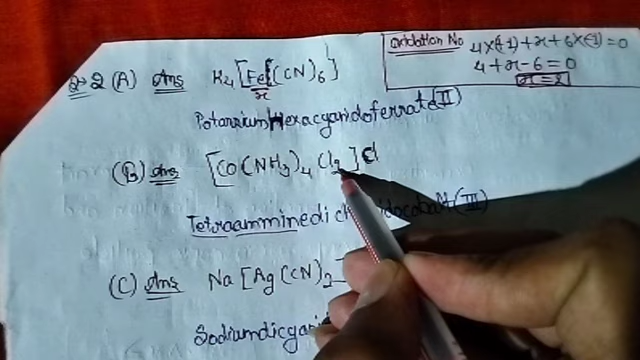 Oxidation No 4×(+1)+x+6×(-1)=0
4+x-6=0
x=2
Q→2 (A) Ans K4[Fe(CN)6]
x
Potassium Hexacyanidoferrate(II)
(B) Ans [CO(NH3)4 Cl2]Cl
Tetraamminedi (III)
(C) Ans Na[Ag(CN)2